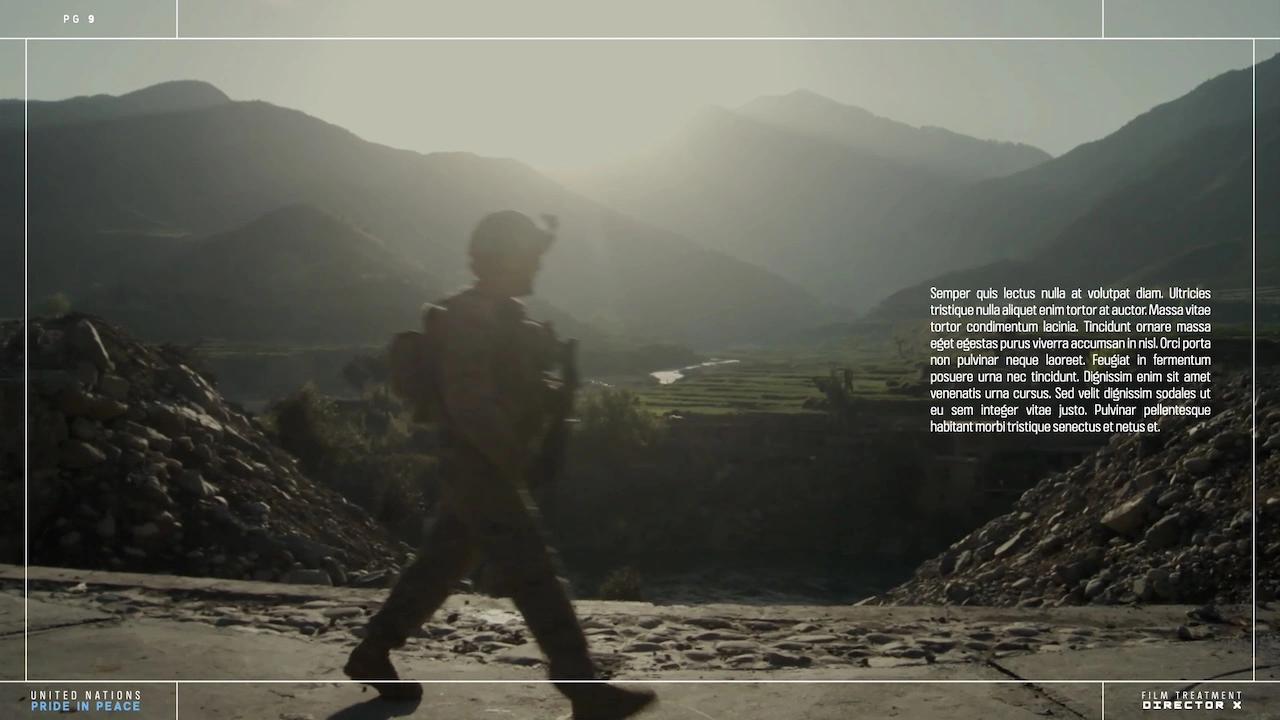 PG 9
Semper quis lectus nulla at volutpat diam. Ultricies
tristique nulla aliquet enim tortor at auctor. Massa vitae
tortor condimentum lacinia. Tincidunt ornare massa
eget egestas purus viverra accumsan in nisl. Orci porta
non pulvinar neque laoreet. Feugiat in fermentum
posuere urna nec tincidunt. Dignissim enim sit amet
venenatis urna cursus. Sed velit dignissim sodales ut
eu sem integer vitae justo. Pulvinar pellentesque
habitant morbi tristique senectus et netus et.
UNITED NATIONS
PRIDE IN PEACE
FILM TREATMENT
DIRECTOR X